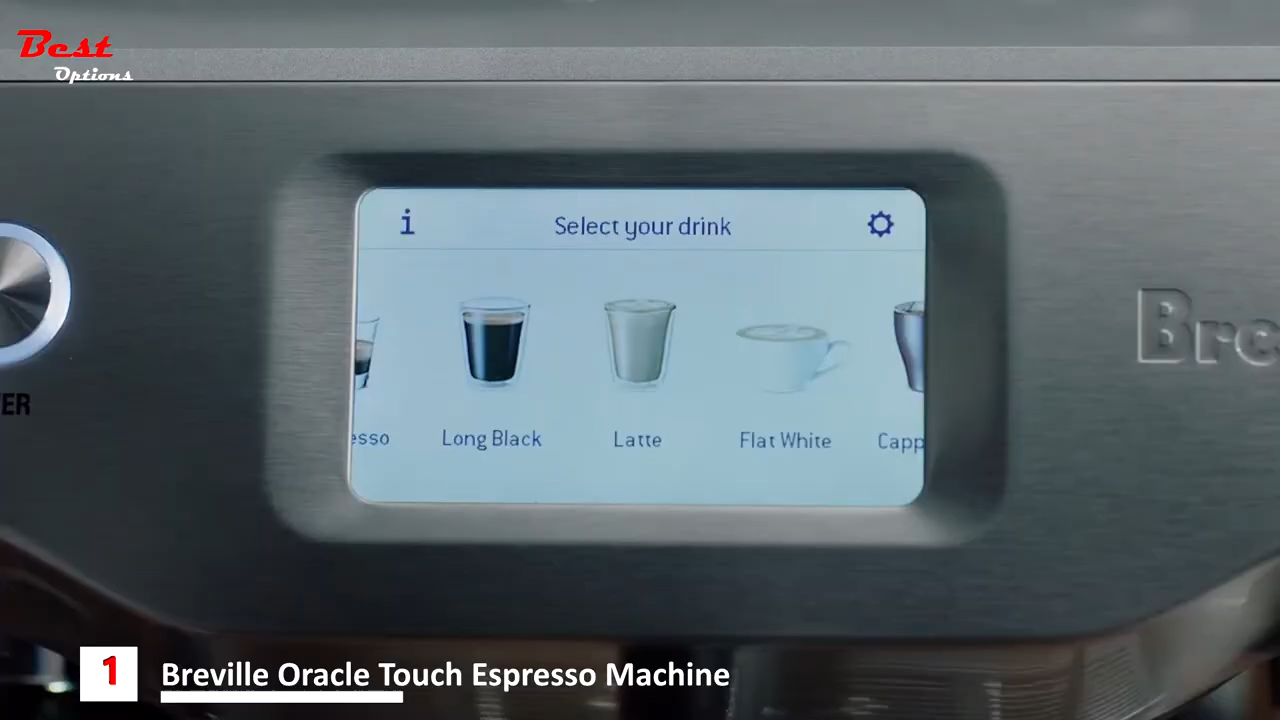 Best
Options
i Select your drink
esso Long Black Latte Flat White Capp
Bre
ER
1 Breville Oracle Touch Espresso Machine